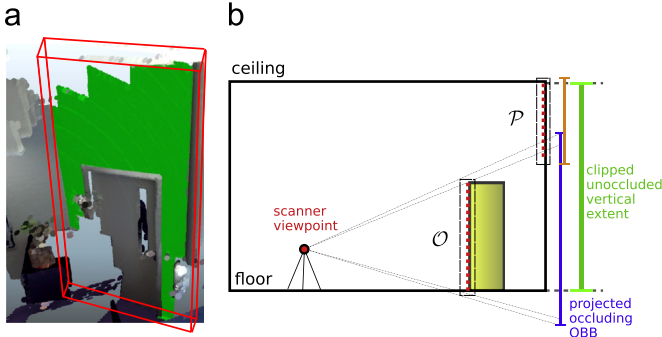 a
b
ceiling
𝒫
scanner
viewpoint
𝒪
floor
clipped
unoccluded
vertical
extent
projected
occluding
OBB